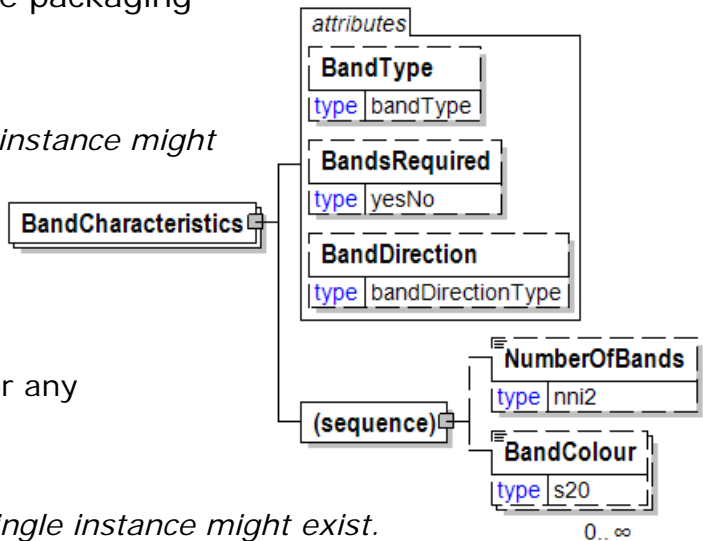 e packaging
instance might
r any
ingle instance might exist.
BandCharacteristics
attributes
BandType
type bandType
BandsRequired
type yesNo
BandDirection
type bandDirectionType
(sequence)
NumberOfBands
type nni2
BandColour
type s20
0..∞